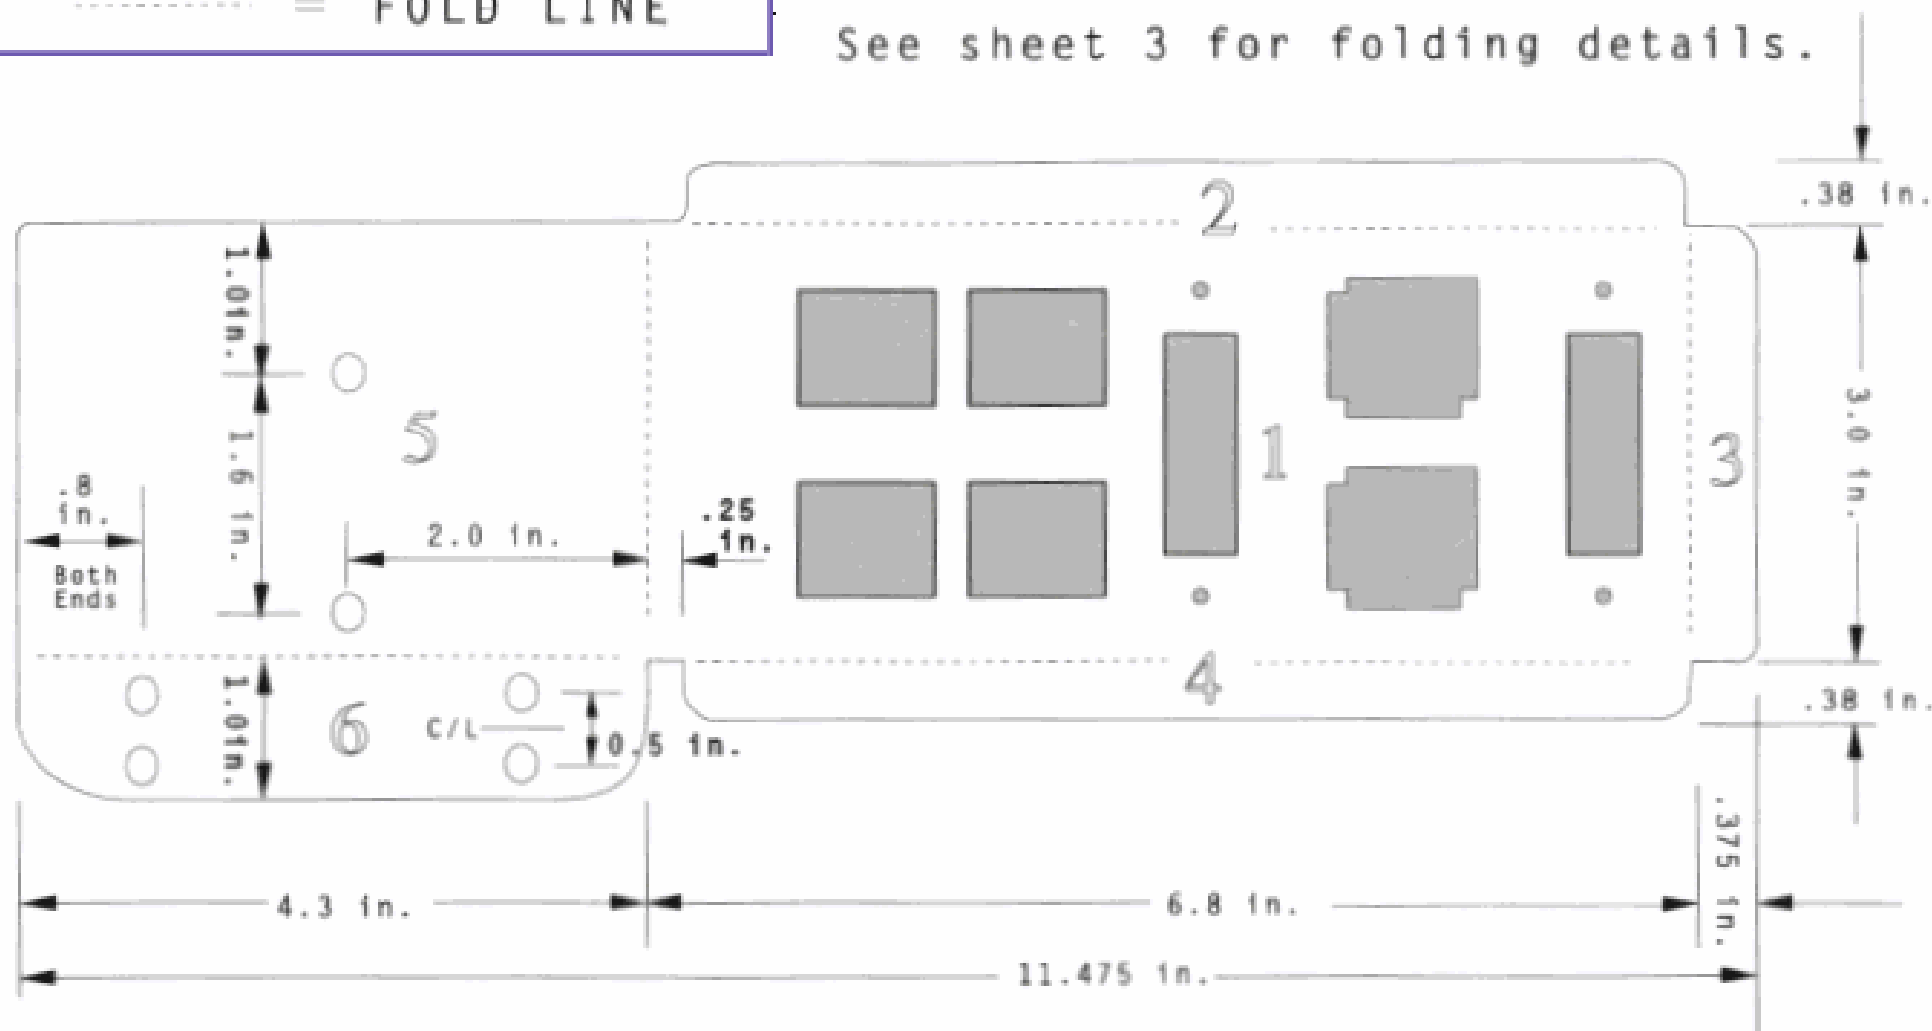 = FOLD LINE
See sheet 3 for folding details.
.38 in.
2
1.0in.
5
1.6 in.
.8
in.
Both
Ends
2.0 in.
.25
in.
1
3
3.0 in.
4
.38 in.
1.0in.
6
C/L
0.5 in.
.375 in.
4.3 in.
6.8 in.
11.475 in.